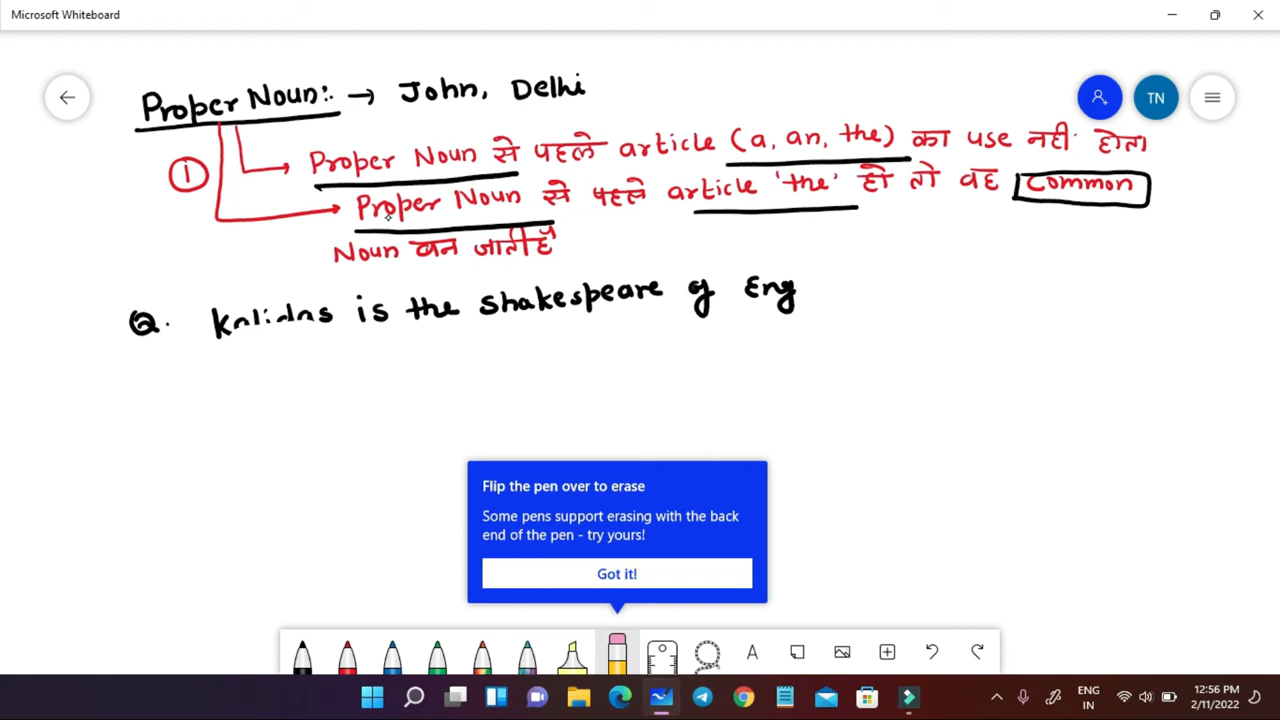 Microsoft Whiteboard
Proper Noun:- → John, Delhi
TN
① Proper Noun से पहले article (a, an, the) का use नही होता
Proper Noun से पहले article 'the' हो तो वह Common
Noun बन जाती है
Q. Kalidas is the Shakespeare of Eng
Flip the pen over to erase
Some pens support erasing with the back
end of the pen - try yours!
Got it!
A
ENG
IN
12:56 PM
2/11/2022